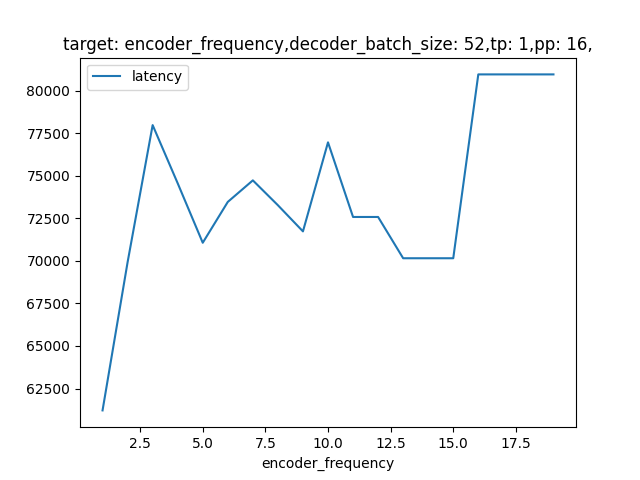 target: encoder_frequency,decoder_batch_size: 52,tp: 1,pp: 16,
latency
80000
77500
75000
72500
70000
67500
65000
62500
2.5 5.0 7.5 10.0 12.5 15.0 17.5
encoder_frequency